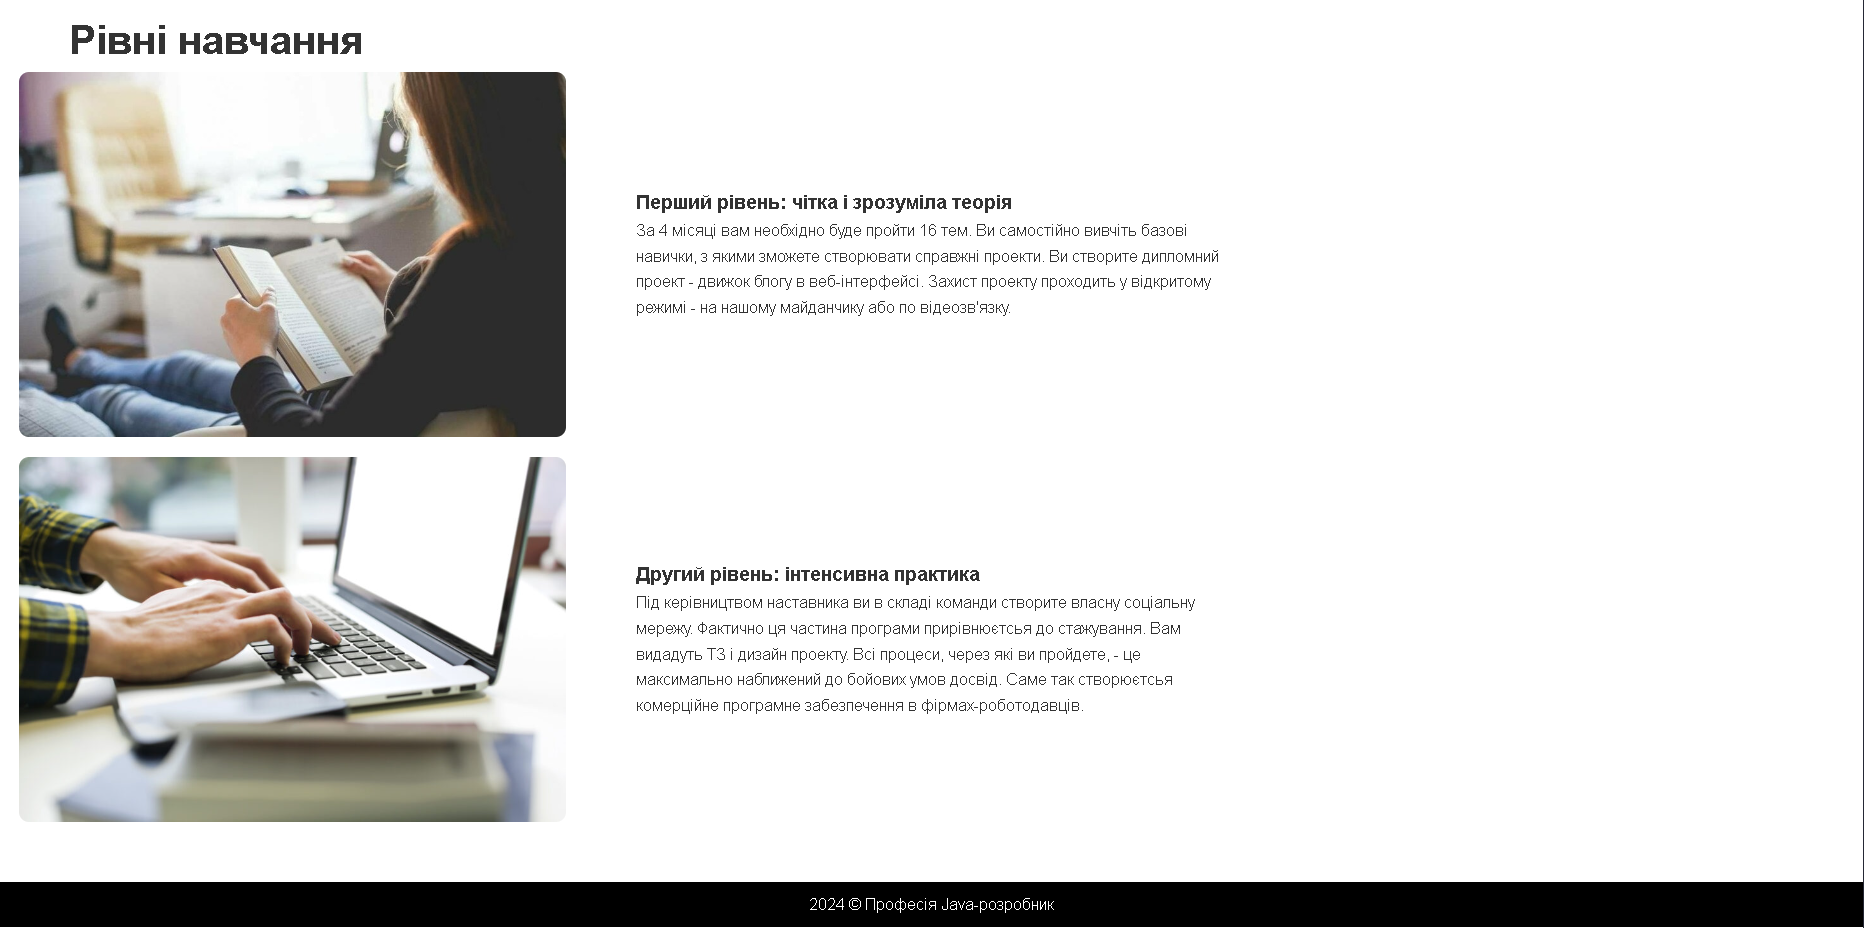 Рівні навчання
Перший рівень: чітка і зрозуміла теорія
За 4 місяці вам необхідно буде пройти 16 тем. Ви самостійно вивчіть базові
навички, з якими зможете створювати справжні проекти. Ви створите дипломний
проект - движок блогу в веб-інтерфейсі. Захист проекту проходить у відкритому
режимі - на нашому майданчику або по відеозв'язку.
Другий рівень: інтенсивна практика
Під керівництвом наставника ви в складі команди створите власну соціальну
мережу. Фактично ця частина програми прирівнюєтсья до стажування. Вам
видадуть ТЗ і дизайн проекту. Всі процеси, через які ви пройдете, - це
максимально наближений до бойових умов досвід. Саме так створюєтсья
комерційне програмне забезпечення в фірмах-роботодавців.
2024 © Професія Java-розробник